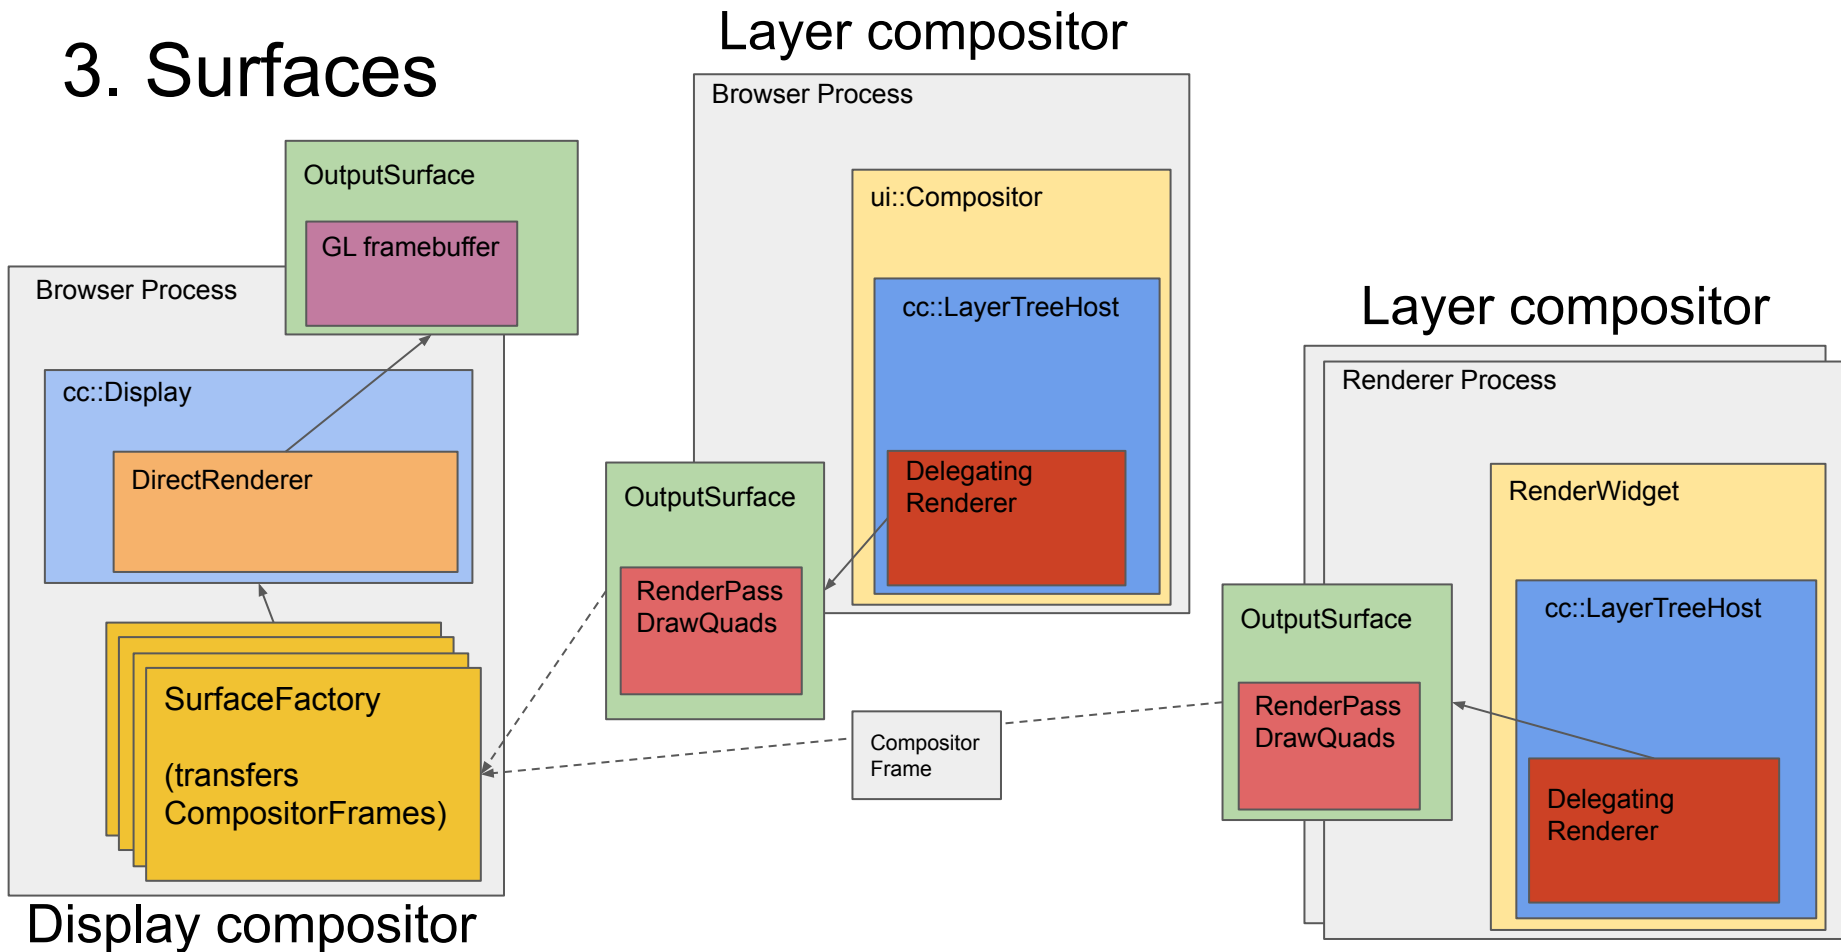 3. Surfaces
Layer compositor
Browser Process
ui::Compositor
cc::LayerTreeHost
Delegating
Renderer
OutputSurface
RenderPass
DrawQuads
OutputSurface
GL framebuffer
Browser Process
cc::Display
DirectRenderer
SurfaceFactory
(transfers
CompositorFrames)
Display compositor
Compositor
Frame
Layer compositor
Renderer Process
RenderWidget
cc::LayerTreeHost
Delegating
Renderer
OutputSurface
RenderPass
DrawQuads